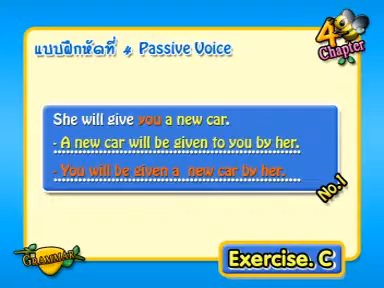 แบบฝึกหัดที่ 4 Passive Voice
4
Chapter
She will give you a new car.
- A new car will be given to you by her.
- You will be given a new car by her.
No.1
GRAMMAR
Exercise. C